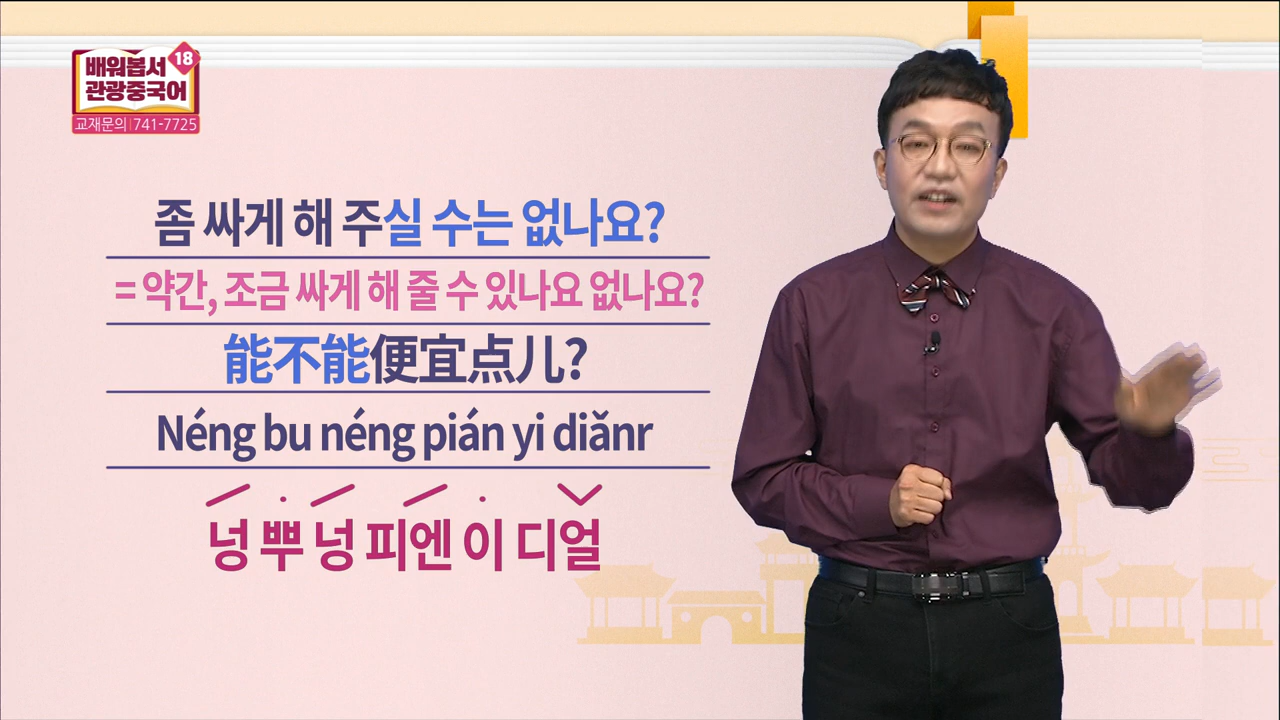 배워봅서 18
관광중국어
교재문의 | 741-7725
좀 싸게 해 주실 수는 없나요?
= 약간, 조금 싸게 해 줄 수 있나요 없나요?
能不能便宜点儿?
Néng bu néng pián yi diǎnr
넝 뿌 넝 피엔 이 디얼